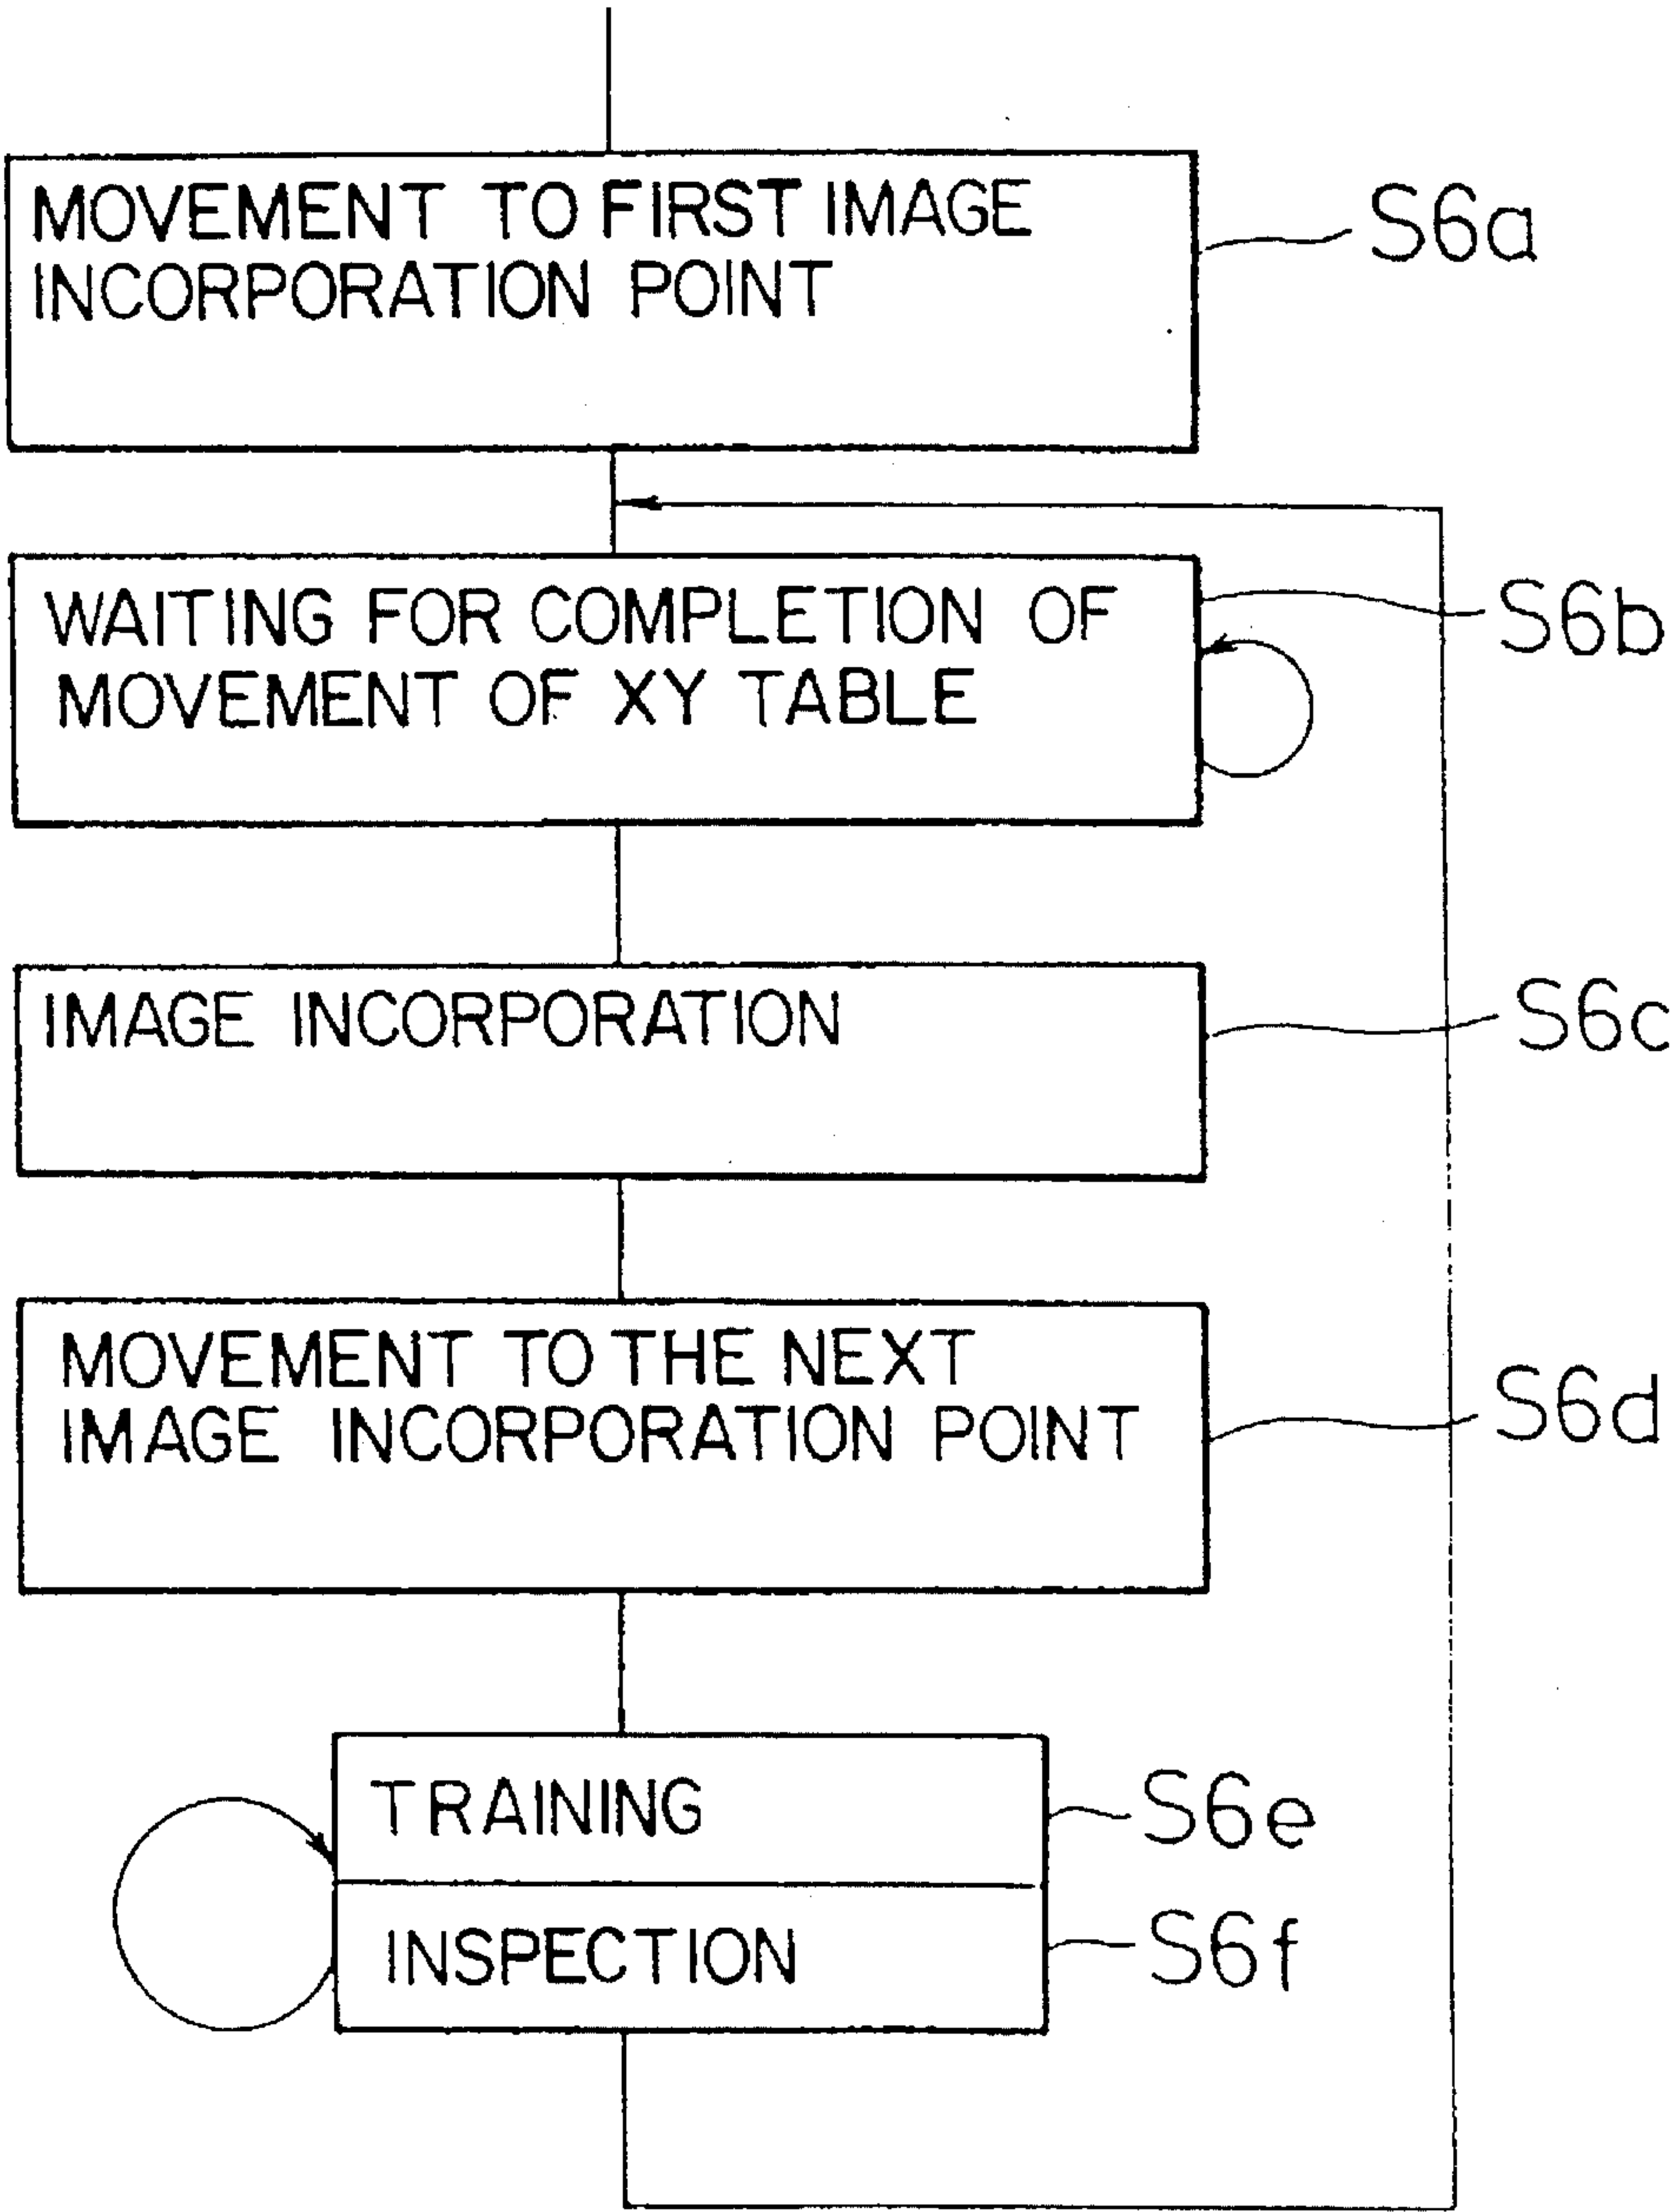 MOVEMENT TO FIRST IMAGE
INCORPORATION POINT
S6a
WAITING FOR COMPLETION OF
MOVEMENT OF XY TABLE
S6b
IMAGE INCORPORATION
S6c
MOVEMENT TO THE NEXT
IMAGE INCORPORATION POINT
S6d
TRAINING
S6e
INSPECTION
S6f